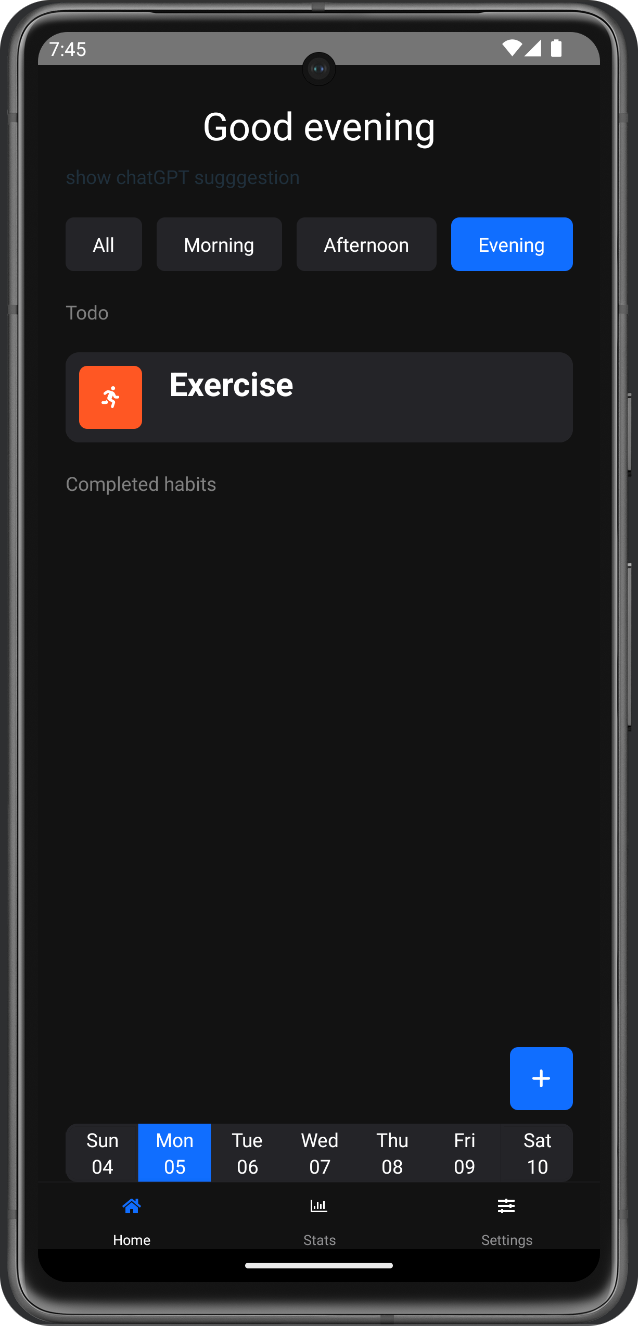 7:45
Good evening
show chatGPT sugggestion
All Morning Afternoon Evening
Todo
Exercise
Completed habits
+
Sun Mon Tue Wed Thu Fri Sat
04 05 06 07 08 09 10
Home Stats Settings